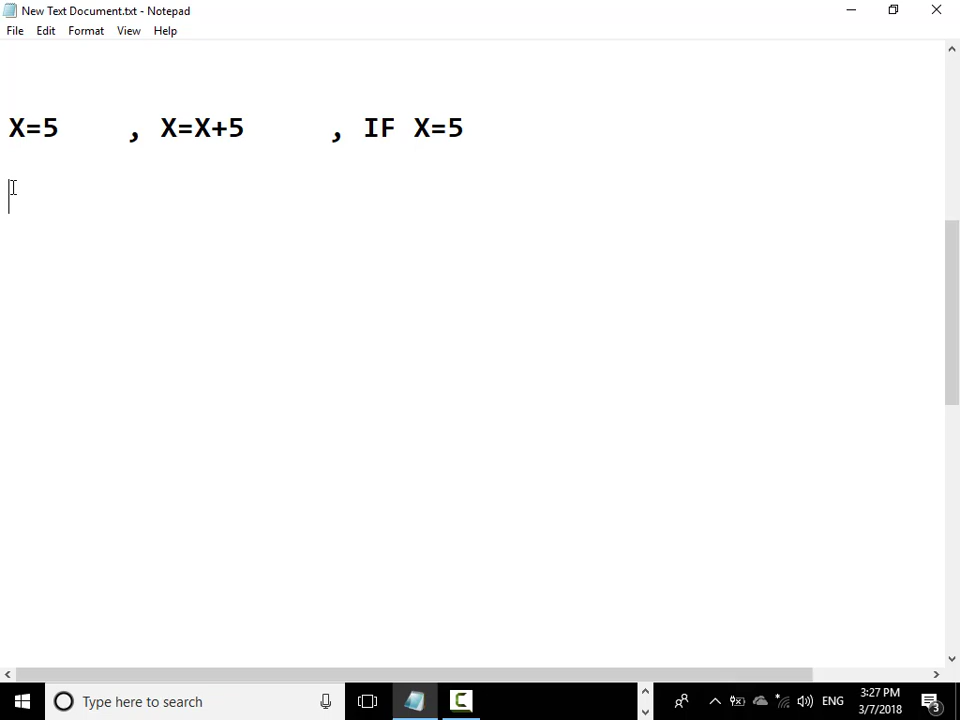 New Text Document.txt - Notepad
File Edit Format View Help
X=5 , X=X+5 , IF X=5
Type here to search
ENG
3:27 PM
3/7/2018
3